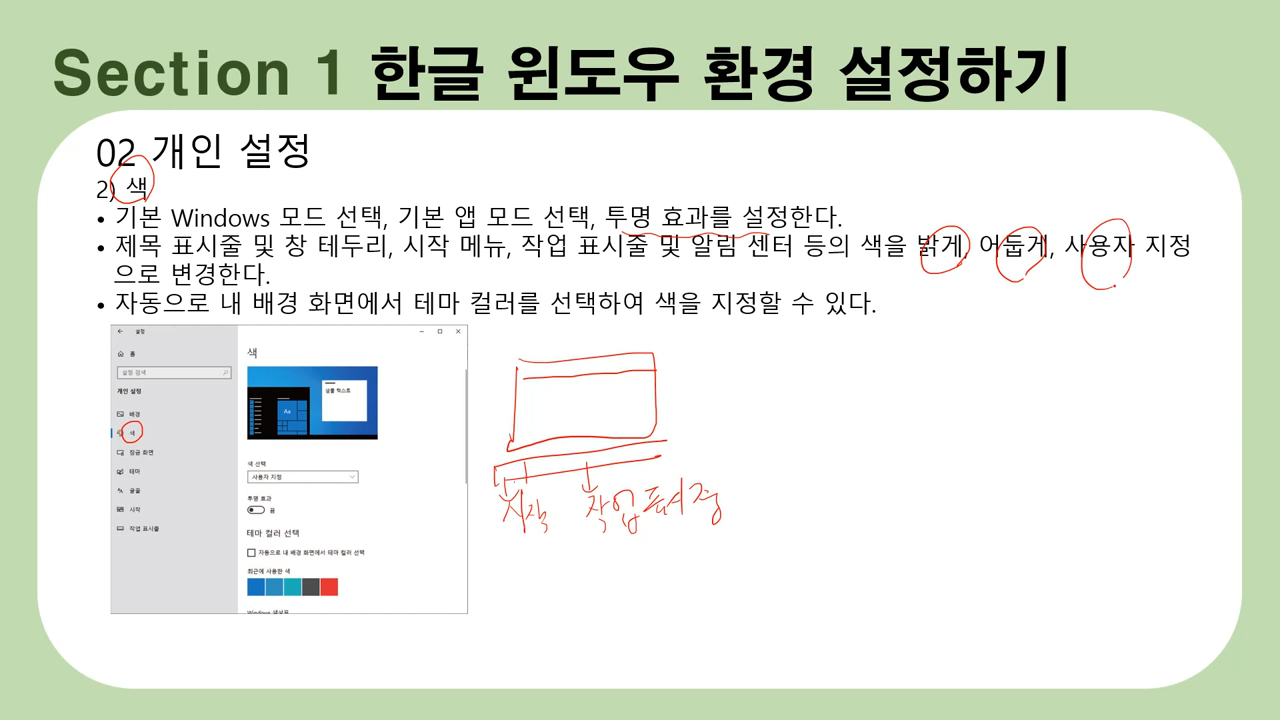 Section 1 한글 윈도우 환경 설정하기
02 개인 설정
2) 색
• 기본 Windows 모드 선택, 기본 앱 모드 선택, 투명 효과를 설정한다.
• 제목 표시줄 및 창 테두리, 시작 메뉴, 작업 표시줄 및 알림 센터 등의 색을 밝게, 어둡게, 사용자 지정
으로 변경한다.
• 자동으로 내 배경 화면에서 테마 컬러를 선택하여 색을 지정할 수 있다.
설정
홈
설정 검색
개인 설정
배경
색
잠금 화면
테마
글꼴
시작
작업 표시줄
색
샘플 텍스트
Aa
색 선택
사용자 지정
투명 효과
끔
테마 컬러 선택
자동으로 내 배경 화면에서 테마 컬러 선택
최근에 사용한 색
Windows 색상표
시작
작업 표시줄